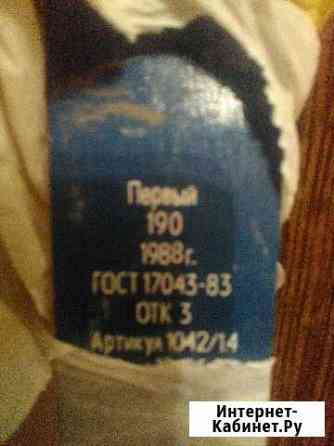 Первый
190
1988г.
ГОСТ 17043-83
ОТК 3
Артикул 1042/14
Интернет-
Кабинет.Ру